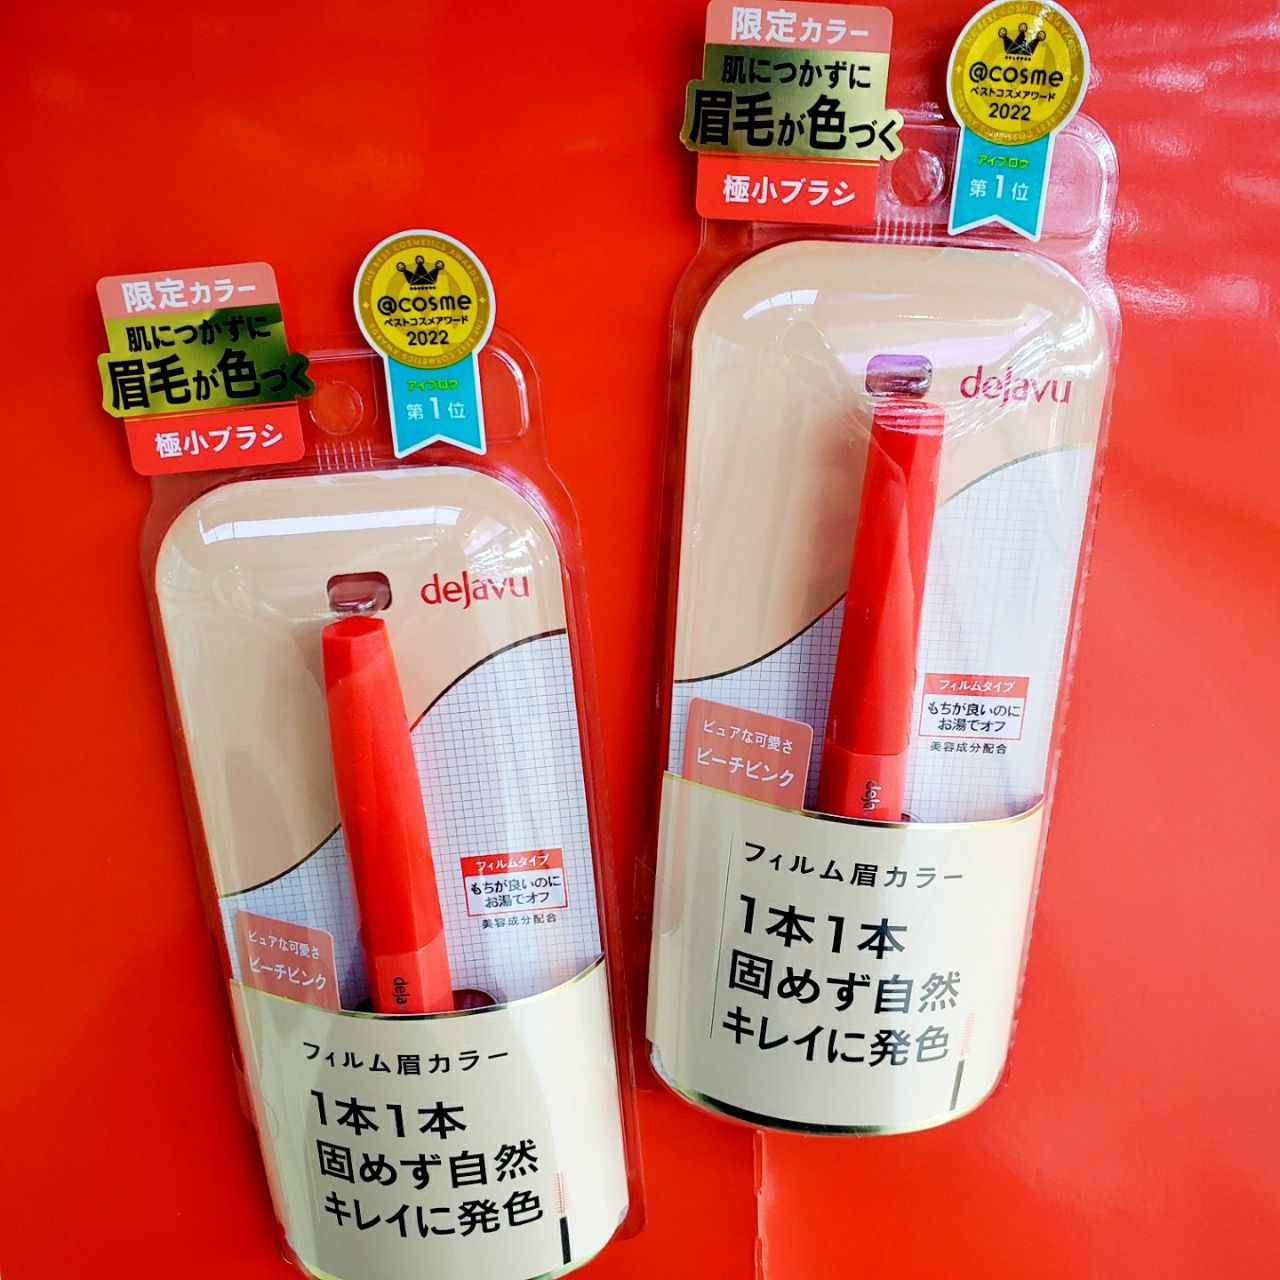 限定カラー
肌につかずに
眉毛が色づく
極小ブラシ
THE BEST COSMETICS AWARDS
@cosme
ベストコスメアワード
2022
アイブロウ
第1位
dejavu
フィルムタイプ
もちが良いのに
お湯でオフ
美容成分配合
ピュアな可愛さ
ピーチピンク
deja
フィルム眉カラー
1本1本
固めず自然
キレイに発色
限定カラー
肌につかずに
眉毛が色づく
極小ブラシ
THE BEST COSMETICS AWARDS
@cosme
ベストコスメアワード
2022
アイブロウ
第1位
dejavu
フィルムタイプ
もちが良いのに
お湯でオフ
美容成分配合
ピュアな可愛さ
ピーチピンク
deja
フィルム眉カラー
1本1本
固めず自然
キレイに発色